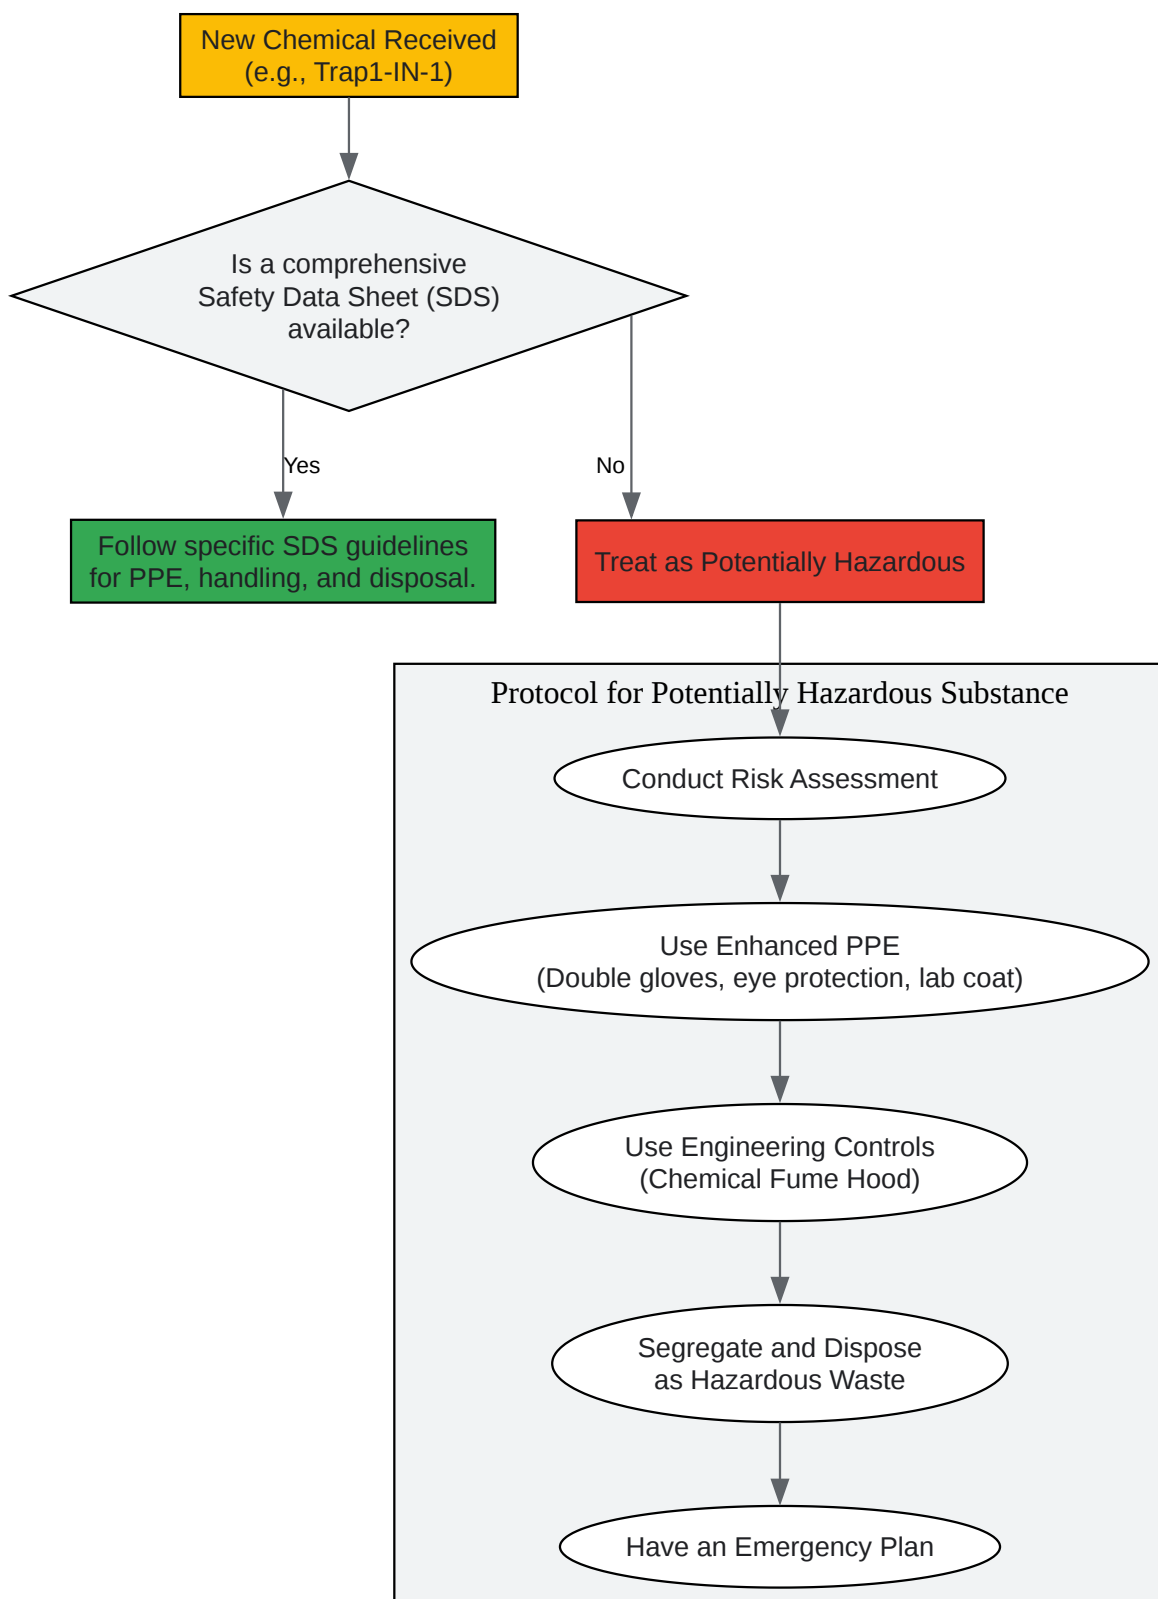 New Chemical Received
(e.g., Trap1-IN-1)
Is a comprehensive
Safety Data Sheet (SDS)
available?
Yes
No
Follow specific SDS guidelines
for PPE, handling, and disposal.
Treat as Potentially Hazardous
Protocol for Potentially Hazardous Substance
Conduct Risk Assessment
Use Enhanced PPE
(Double gloves, eye protection, lab coat)
Use Engineering Controls
(Chemical Fume Hood)
Segregate and Dispose
as Hazardous Waste
Have an Emergency Plan